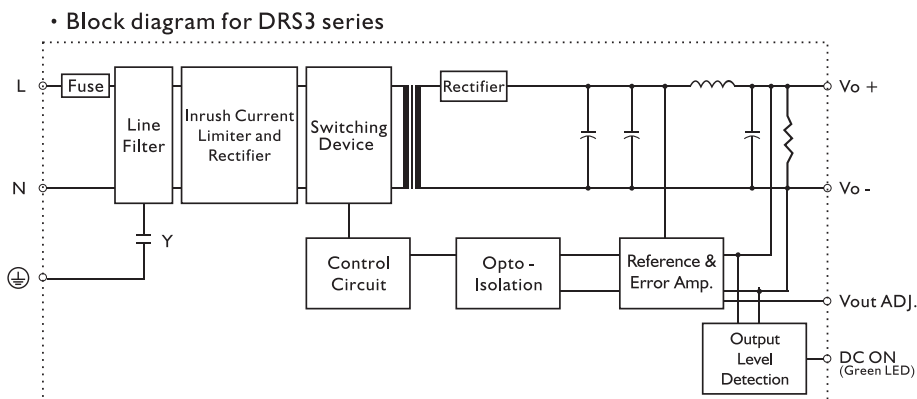 • Block diagram for DRS3 series
L
Fuse
Line
Filter
Inrush Current
Limiter and
Rectifier
Switching
Device
Rectifier
Vo +
N
Vo -
Y
Control
Circuit
Opto -
Isolation
Reference &
Error Amp.
Vout ADJ.
Output
Level
Detection
DC ON
(Green LED)